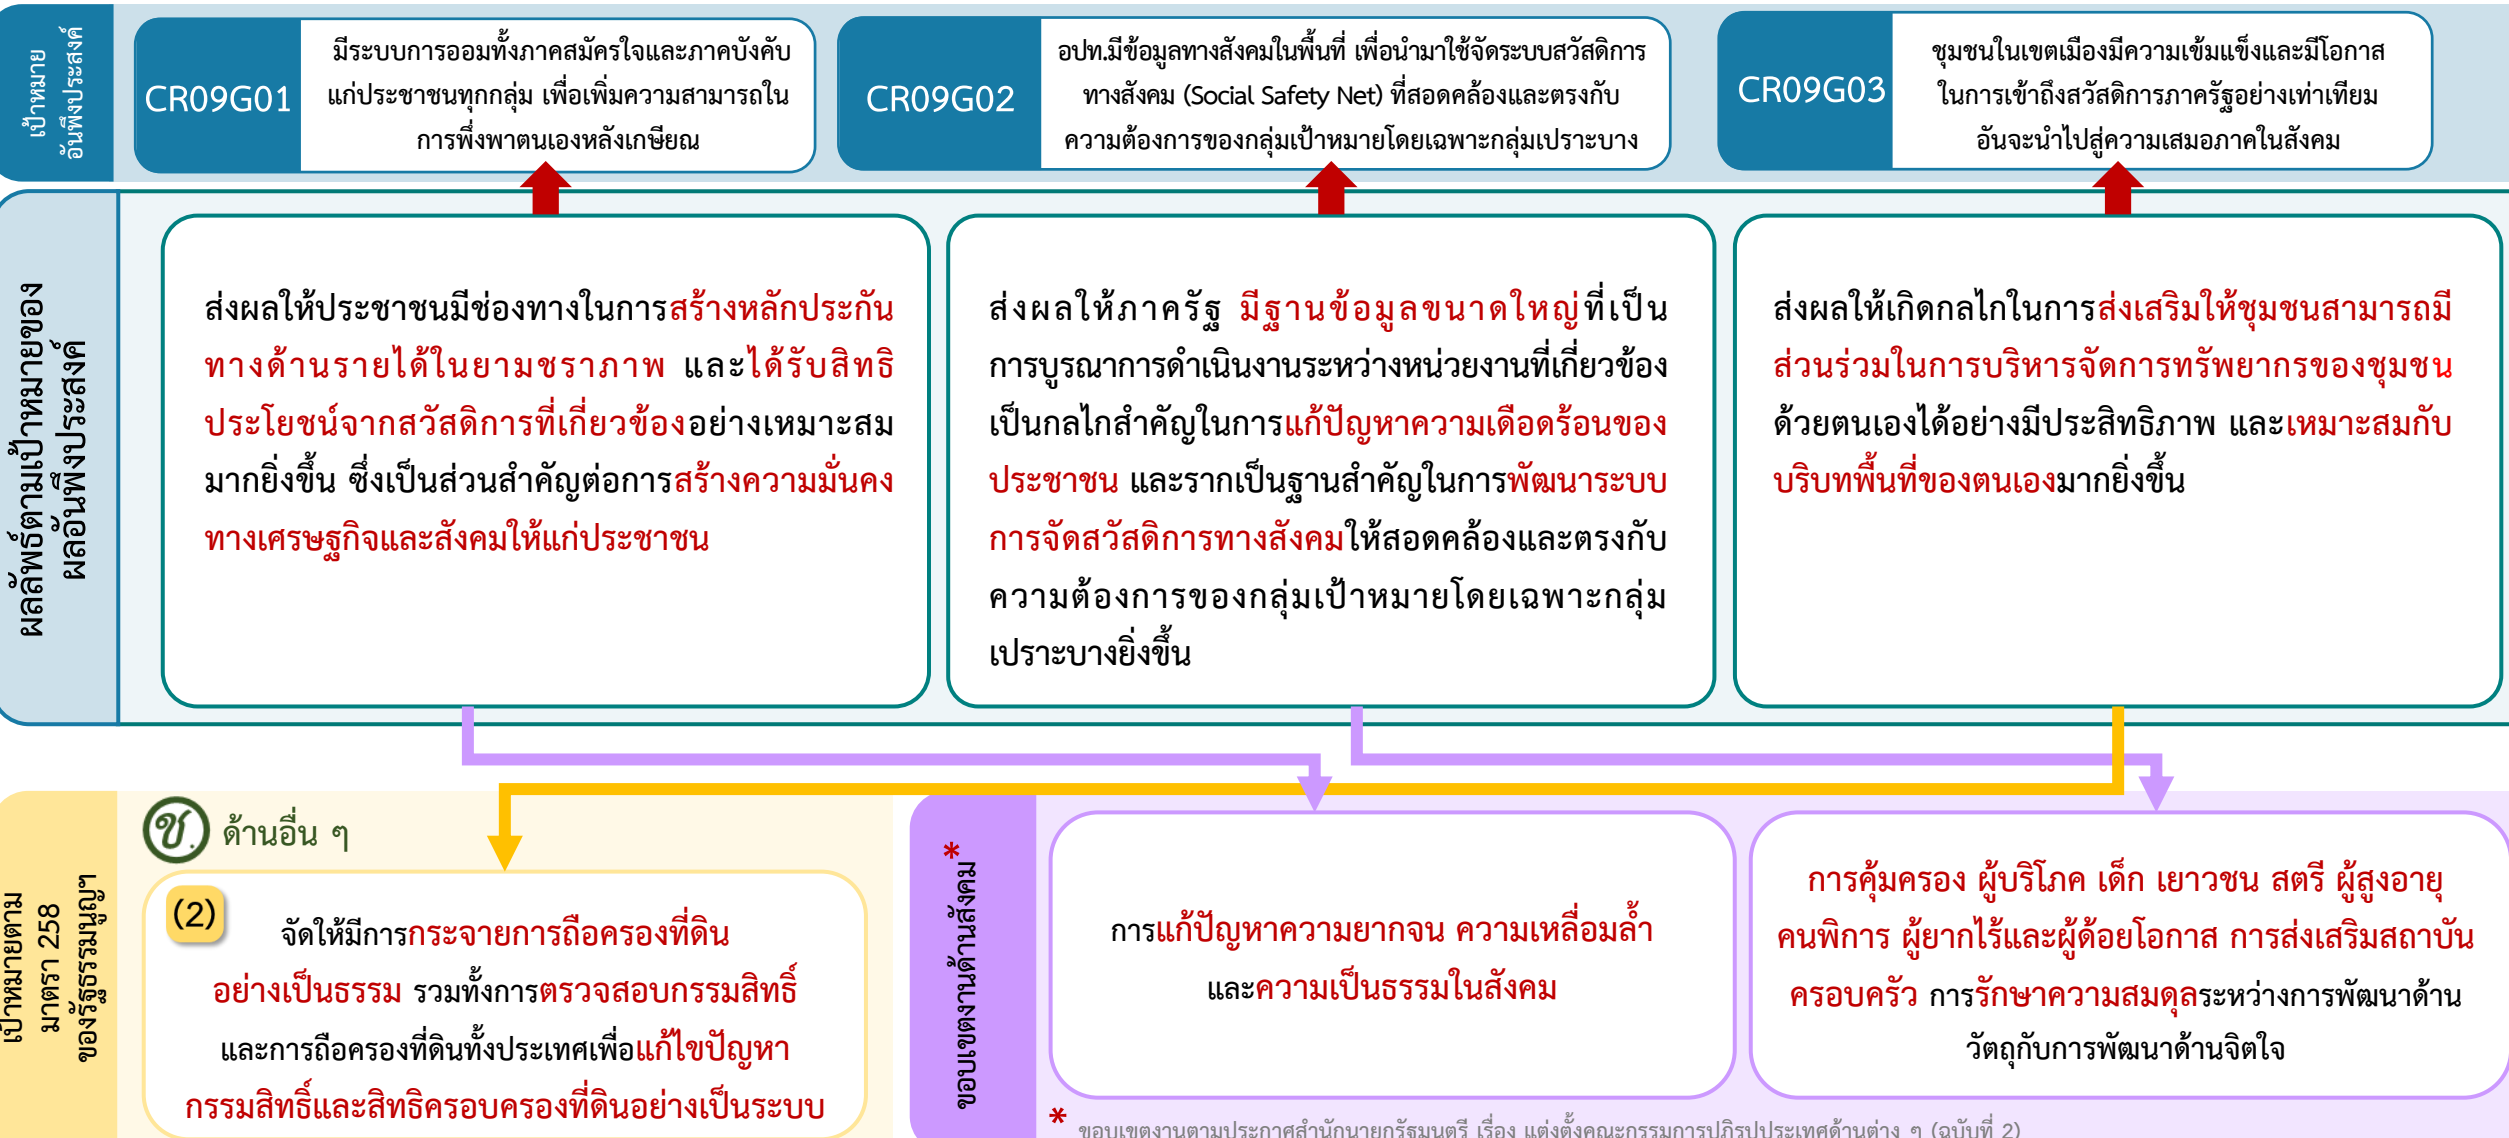 เป้าหมาย
อันพึงประสงค์
CR09G01
มีระบบการออมทั้งภาคสมัครใจและภาคบังคับ
แก่ประชาชนทุกกลุ่ม เพื่อเพิ่มความสามารถใน
การพึ่งพาตนเองหลังเกษียณ
CR09G02
อปท.มีข้อมูลทางสังคมในพื้นที่ เพื่อนำมาใช้จัดระบบสวัสดิการ
ทางสังคม (Social Safety Net) ที่สอดคล้องและตรงกับ
ความต้องการของกลุ่มเป้าหมายโดยเฉพาะกลุ่มเปราะบาง
CR09G03
ชุมชนในเขตเมืองมีความเข้มแข็งและมีโอกาส
ในการเข้าถึงสวัสดิการภาครัฐอย่างเท่าเทียม
อันจะนำไปสู่ความเสมอภาคในสังคม
ผลลัพธ์ตามเป้าหมายของ
ผลอันพึงประสงค์
ส่งผลให้ประชาชนมีช่องทางในการสร้างหลักประกัน
ทางด้านรายได้ในยามชราภาพ และได้รับสิทธิ
ประโยชน์จากสวัสดิการที่เกี่ยวข้องอย่างเหมาะสม
มากยิ่งขึ้น ซึ่งเป็นส่วนสำคัญต่อการสร้างความมั่นคง
ทางเศรษฐกิจและสังคมให้แก่ประชาชน
ส่งผลให้ภาครัฐ มีฐานข้อมูลขนาดใหญ่ที่เป็น
การบูรณาการดำเนินงานระหว่างหน่วยงานที่เกี่ยวข้อง
เป็นกลไกสำคัญในการแก้ปัญหาความเดือดร้อนของ
ประชาชน และรากเป็นฐานสำคัญในการพัฒนาระบบ
การจัดสวัสดิการทางสังคมให้สอดคล้องและตรงกับ
ความต้องการของกลุ่มเป้าหมายโดยเฉพาะกลุ่ม
เปราะบางยิ่งขึ้น
ส่งผลให้เกิดกลไกในการส่งเสริมให้ชุมชนสามารถมี
ส่วนร่วมในการบริหารจัดการทรัพยากรของชุมชน
ด้วยตนเองได้อย่างมีประสิทธิภาพ และเหมาะสมกับ
บริบทพื้นที่ของตนเองมากยิ่งขึ้น
เป้าหมายตาม
มาตรา 258
ของรัฐธรรมนูญฯ
ช. ด้านอื่น ๆ
(2)
จัดให้มีการกระจายการถือครองที่ดิน
อย่างเป็นธรรม รวมทั้งการตรวจสอบกรรมสิทธิ์
และการถือครองที่ดินทั้งประเทศเพื่อแก้ไขปัญหา
กรรมสิทธิ์และสิทธิครอบครองที่ดินอย่างเป็นระบบ
ขอบเขตงานด้านสังคม*
การแก้ปัญหาความยากจน ความเหลื่อมล้ำ
และความเป็นธรรมในสังคม
การคุ้มครอง ผู้บริโภค เด็ก เยาวชน สตรี ผู้สูงอายุ
คนพิการ ผู้ยากไร้และผู้ด้อยโอกาส การส่งเสริมสถาบัน
ครอบครัว การรักษาความสมดุลระหว่างการพัฒนาด้าน
วัตถุกับการพัฒนาด้านจิตใจ
* ขอบเขตงานตามประกาศสำนักนายกรัฐมนตรี เรื่อง แต่งตั้งคณะกรรมการปฏิรูปประเทศด้านต่าง ๆ (ฉบับที่ 2)